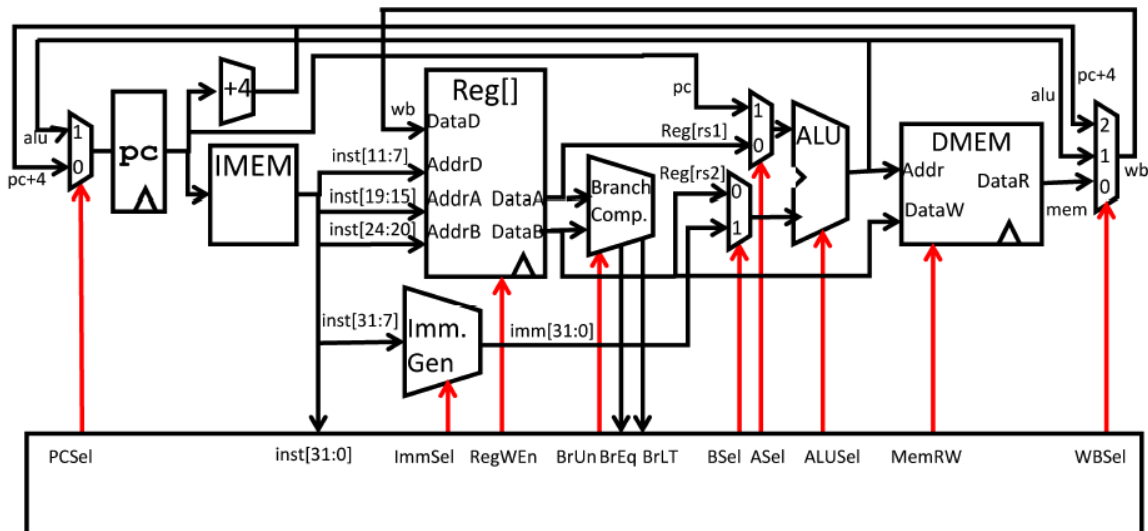 pc+4
alu
wb
+4
Reg[]
pc
alu
1
0
pc+4
pc
IMEM
inst[11:7]
inst[19:15]
inst[24:20]
DataD
AddrD
AddrA
AddrB
DataA
DataB
Branch
Comp.
Reg[rs1]
Reg[rs2]
1
0
0
1
ALU
DMEM
Addr
DataW
DataR
mem
2
1
0
wb
inst[31:7]
Imm.
Gen
imm[31:0]
PCSel
inst[31:0]
ImmSel
RegWEn
BrUn
BrEq
BrLT
BSel
ASel
ALUSel
MemRW
WBSel